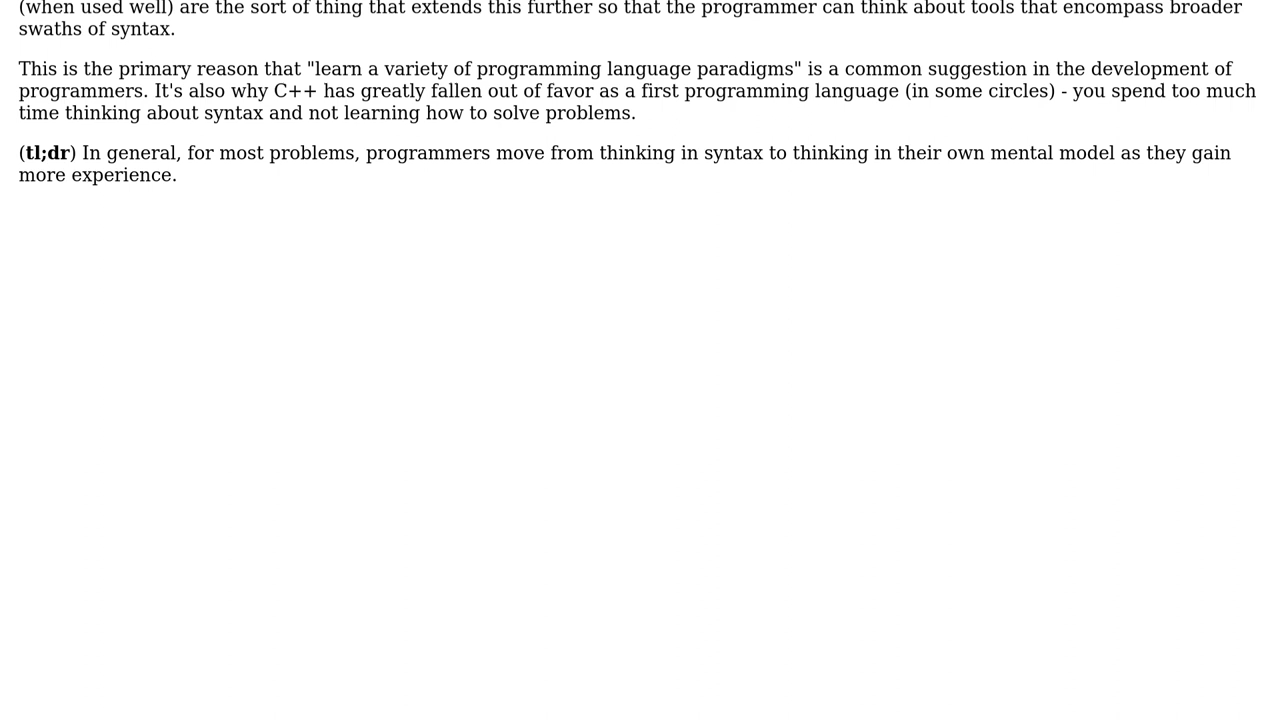 (when used well) are the sort of thing that extends this further so that the programmer can think about tools that encompass broader
swaths of syntax.
This is the primary reason that "learn a variety of programming language paradigms" is a common suggestion in the development of
programmers. It's also why C++ has greatly fallen out of favor as a first programming language (in some circles) - you spend too much
time thinking about syntax and not learning how to solve problems.
(tl;dr) In general, for most problems, programmers move from thinking in syntax to thinking in their own mental model as they gain
more experience.